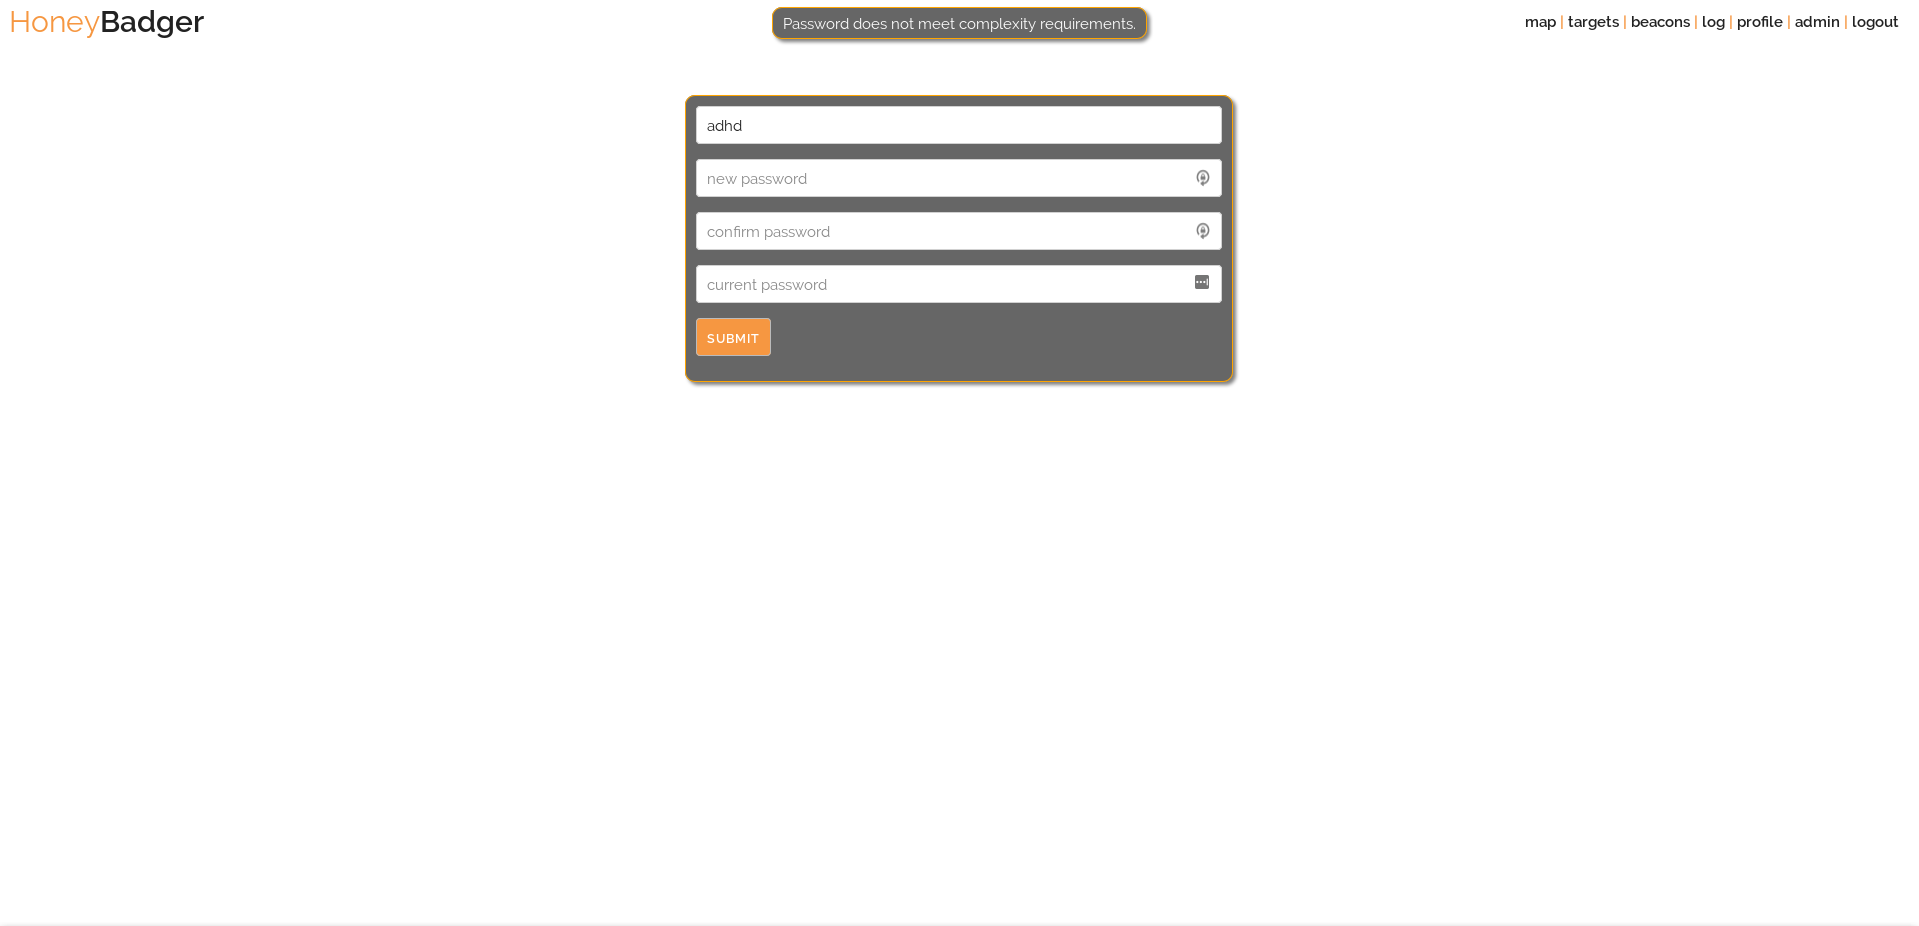 HoneyBadger
Password does not meet complexity requirements.
map | targets | beacons | log | profile | admin | logout
adhd
new password
confirm password
current password
SUBMIT